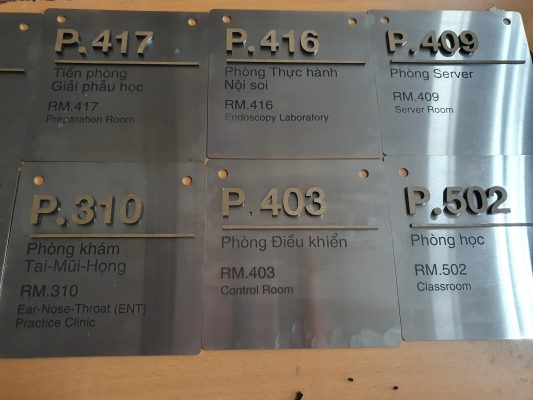 P.417
Tiền phòng
Giải phẫu học
RM.417
Preparation Room
P.416
Phòng Thực hành
Nội soi
RM.416
Endoscopy Laboratory
P.409
Phòng Server
RM.409
Server Room
P.310
Phòng khám
Tai-Mũi-Họng
RM.310
Ear-Nose-Throat (ENT)
Practice Clinic
P.403
Phòng Điều khiển
RM.403
Control Room
P.502
Phòng học
RM.502
Classroom